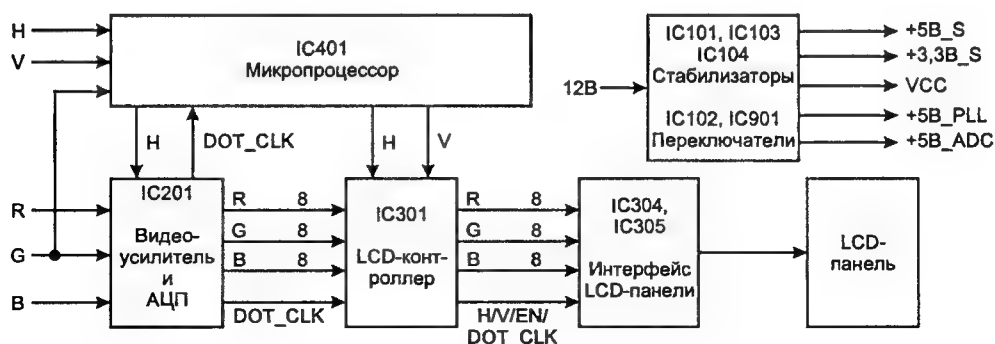 H
V
IC401
Микропроцессор
H
DOT_CLK
H
V
12В
IC101, IC103
IC104
Стабилизаторы
IC102, IC901
Переключатели
+5В_S
+3,3В_S
VCC
+5В_PLL
+5В_ADC
R
G
B
IC201
Видео-
усилитель
и
АЦП
R 8
G 8
B 8
DOT_CLK
IC301
LCD-конт-
роллер
R 8
G 8
B 8
H/V/EN/
DOT_CLK
IC304,
IC305
Интерфейс
LCD-панели
LCD-
панель